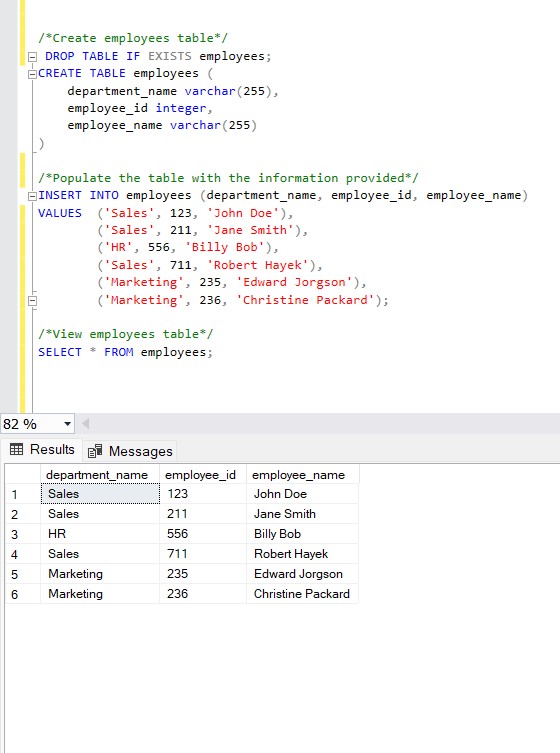 /*Create employees table*/
DROP TABLE IF EXISTS employees;
CREATE TABLE employees (
department_name varchar(255),
employee_id integer,
employee_name varchar(255)
)
/*Populate the table with the information provided*/
INSERT INTO employees (department_name, employee_id, employee_name)
VALUES  ('Sales', 123, 'John Doe'),
('Sales', 211, 'Jane Smith'),
('HR', 556, 'Billy Bob'),
('Sales', 711, 'Robert Hayek'),
('Marketing', 235, 'Edward Jorgson'),
('Marketing', 236, 'Christine Packard');
/*View employees table*/
SELECT * FROM employees;
82 %
Results Messages
department_name employee_id employee_name
1 Sales 123 John Doe
2 Sales 211 Jane Smith
3 HR 556 Billy Bob
4 Sales 711 Robert Hayek
5 Marketing 235 Edward Jorgson
6 Marketing 236 Christine Packard